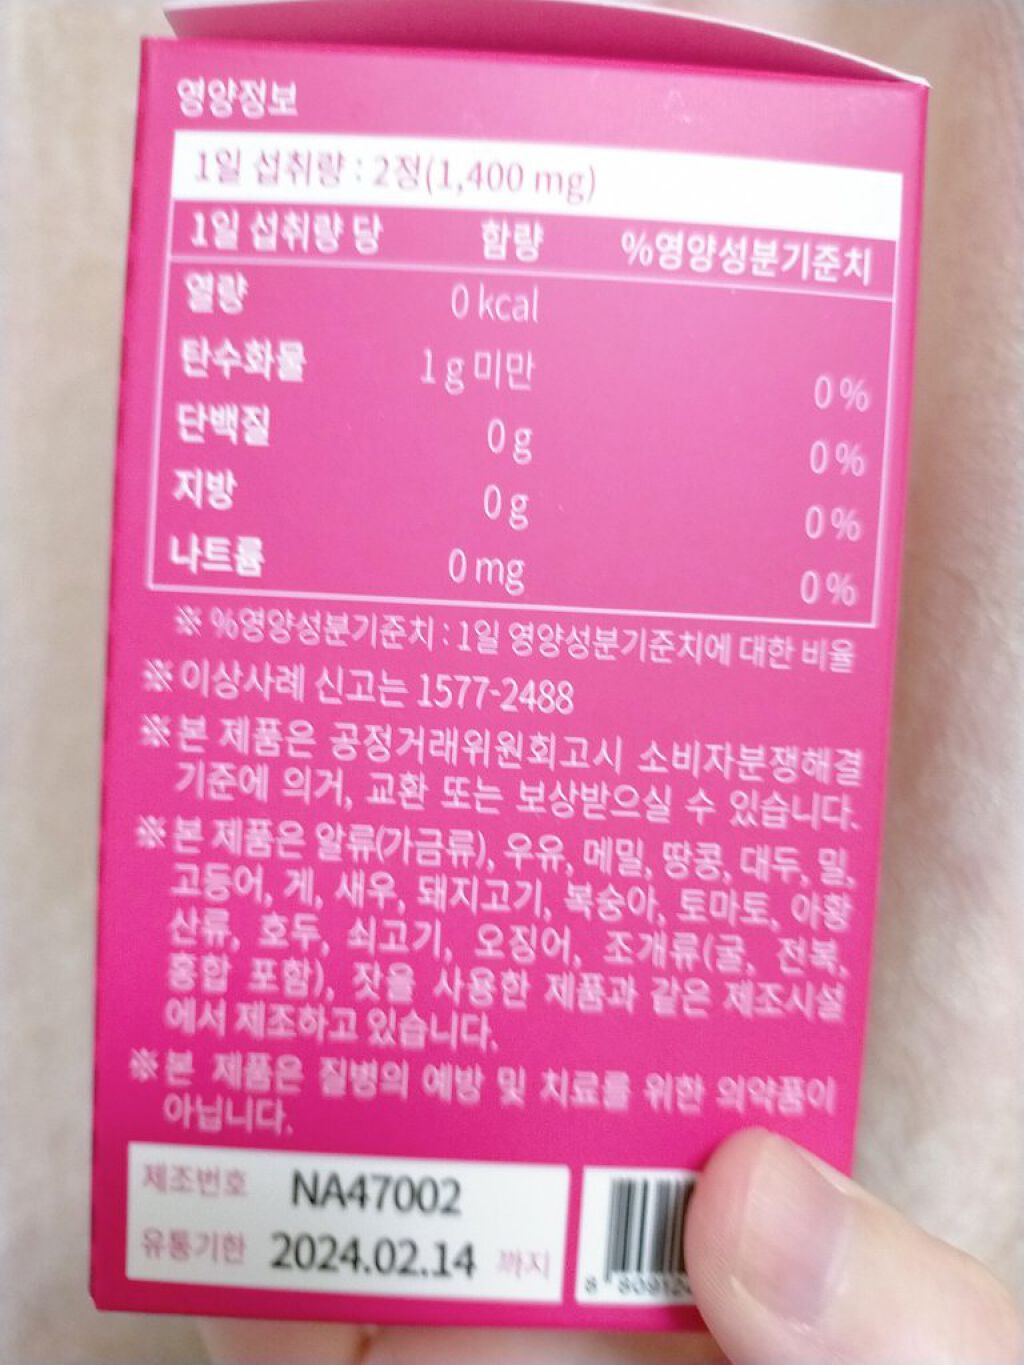 영양정보
1일 섭취량 : 2정(1,400 mg)
1일 섭취량 당 함량 %영양성분기준치
열량 0 kcal
탄수화물 1 g 미만 0 %
단백질 0 g 0 %
지방 0 g 0 %
나트륨 0 mg 0 %
※ %영양성분기준치 : 1일 영양성분기준치에 대한 비율
※ 이상사례 신고는 1577-2488
※ 본 제품은 공정거래위원회고시 소비자분쟁해결
기준에 의거, 교환 또는 보상받으실 수 있습니다.
※ 본 제품은 알류(가금류), 우유, 메밀, 땅콩, 대두, 밀,
고등어, 게, 새우, 돼지고기, 복숭아, 토마토, 아황
산류, 호두, 쇠고기, 오징어, 조개류(굴, 전복,
홍합 포함), 잣을 사용한 제품과 같은 제조시설
에서 제조하고 있습니다.
※ 본 제품은 질병의 예방 및 치료를 위한 의약품이
아닙니다.
제조번호 NA47002
유통기한 2024.02.14 까지